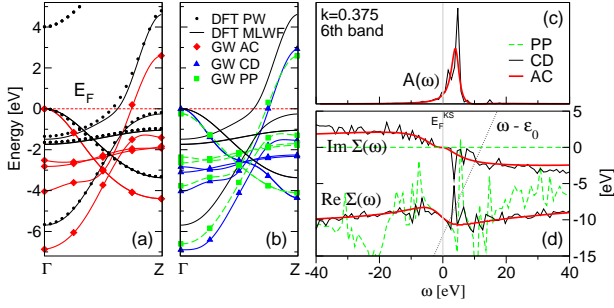 DFT PW
DFT MLWF
GW AC
GW CD
GW PP
E_F
Energy [eV]
4
2
0
-2
-4
-6
Γ
Z
(a)
Γ
Z
(b)
k=0.375
6th band
(c)
A(ω)
PP
CD
AC
E_F^KS
ω - ε_0
Im Σ(ω)
Re Σ(ω)
(d)
5
0
-5
-10
-15
[eV]
-40
-20
0
20
40
ω [eV]